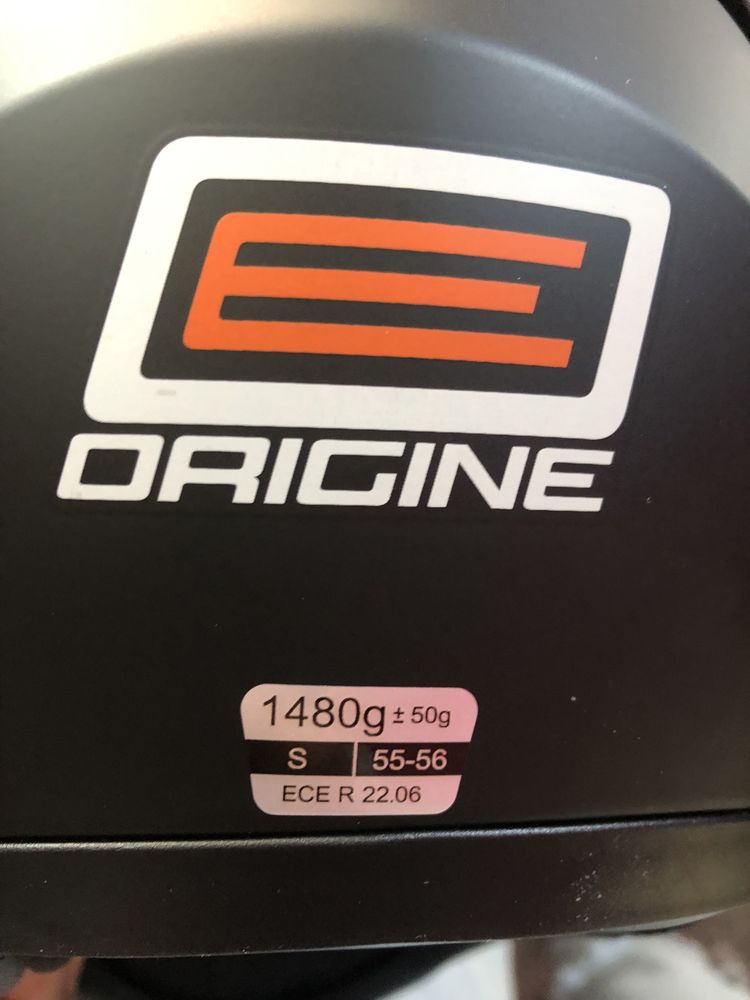 ORIGINE
1480g ± 50g
S 55-56
ECE R 22.06